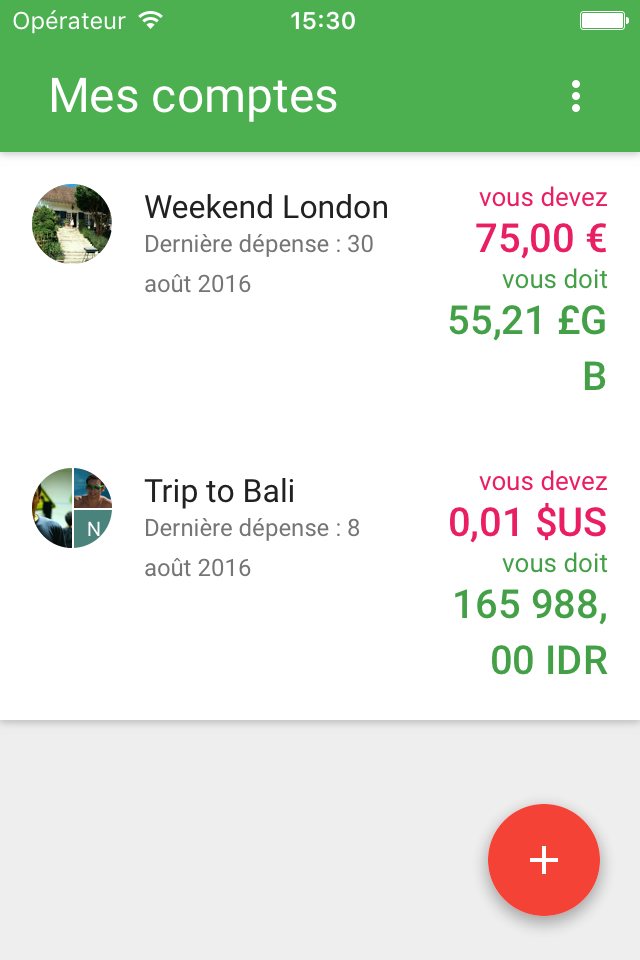 Opérateur 15:30
Mes comptes
Weekend London
Dernière dépense : 30
août 2016
vous devez
75,00 €
vous doit
55,21 £G
B
Trip to Bali
Dernière dépense : 8
août 2016
N
vous devez
0,01 $US
vous doit
165 988,
00 IDR
+